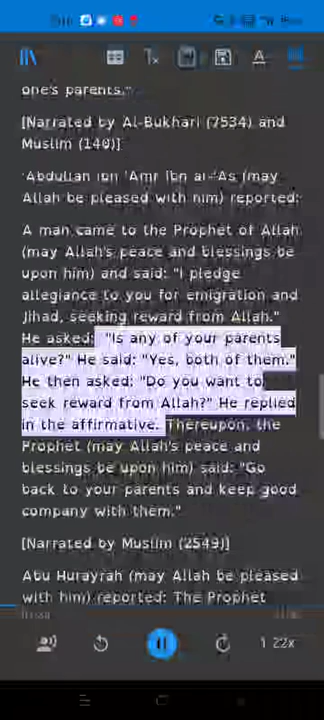 one's parents."
[Narrated by Al-Bukhari (7534) and
Muslim (140)]
'Abdullah ibn 'Amr ibn al-'As (may
Allah be pleased with him) reported:
A man came to the Prophet of Allah
(may Allah's peace and blessings be
upon him) and said: "I pledge
allegiance to you for emigration and
Jihad, seeking reward from Allah."
He asked: "Is any of your parents
alive?" He said: "Yes, both of them."
He then asked: "Do you want to
seek reward from Allah?" He replied
in the affirmative. Thereupon, the
Prophet (may Allah's peace and
blessings be upon him) said: "Go
back to your parents and keep good
company with them."
[Narrated by Muslim (2549)]
Abu Hurayrah (may Allah be pleased
with him) reported: The Prophet
1.22x